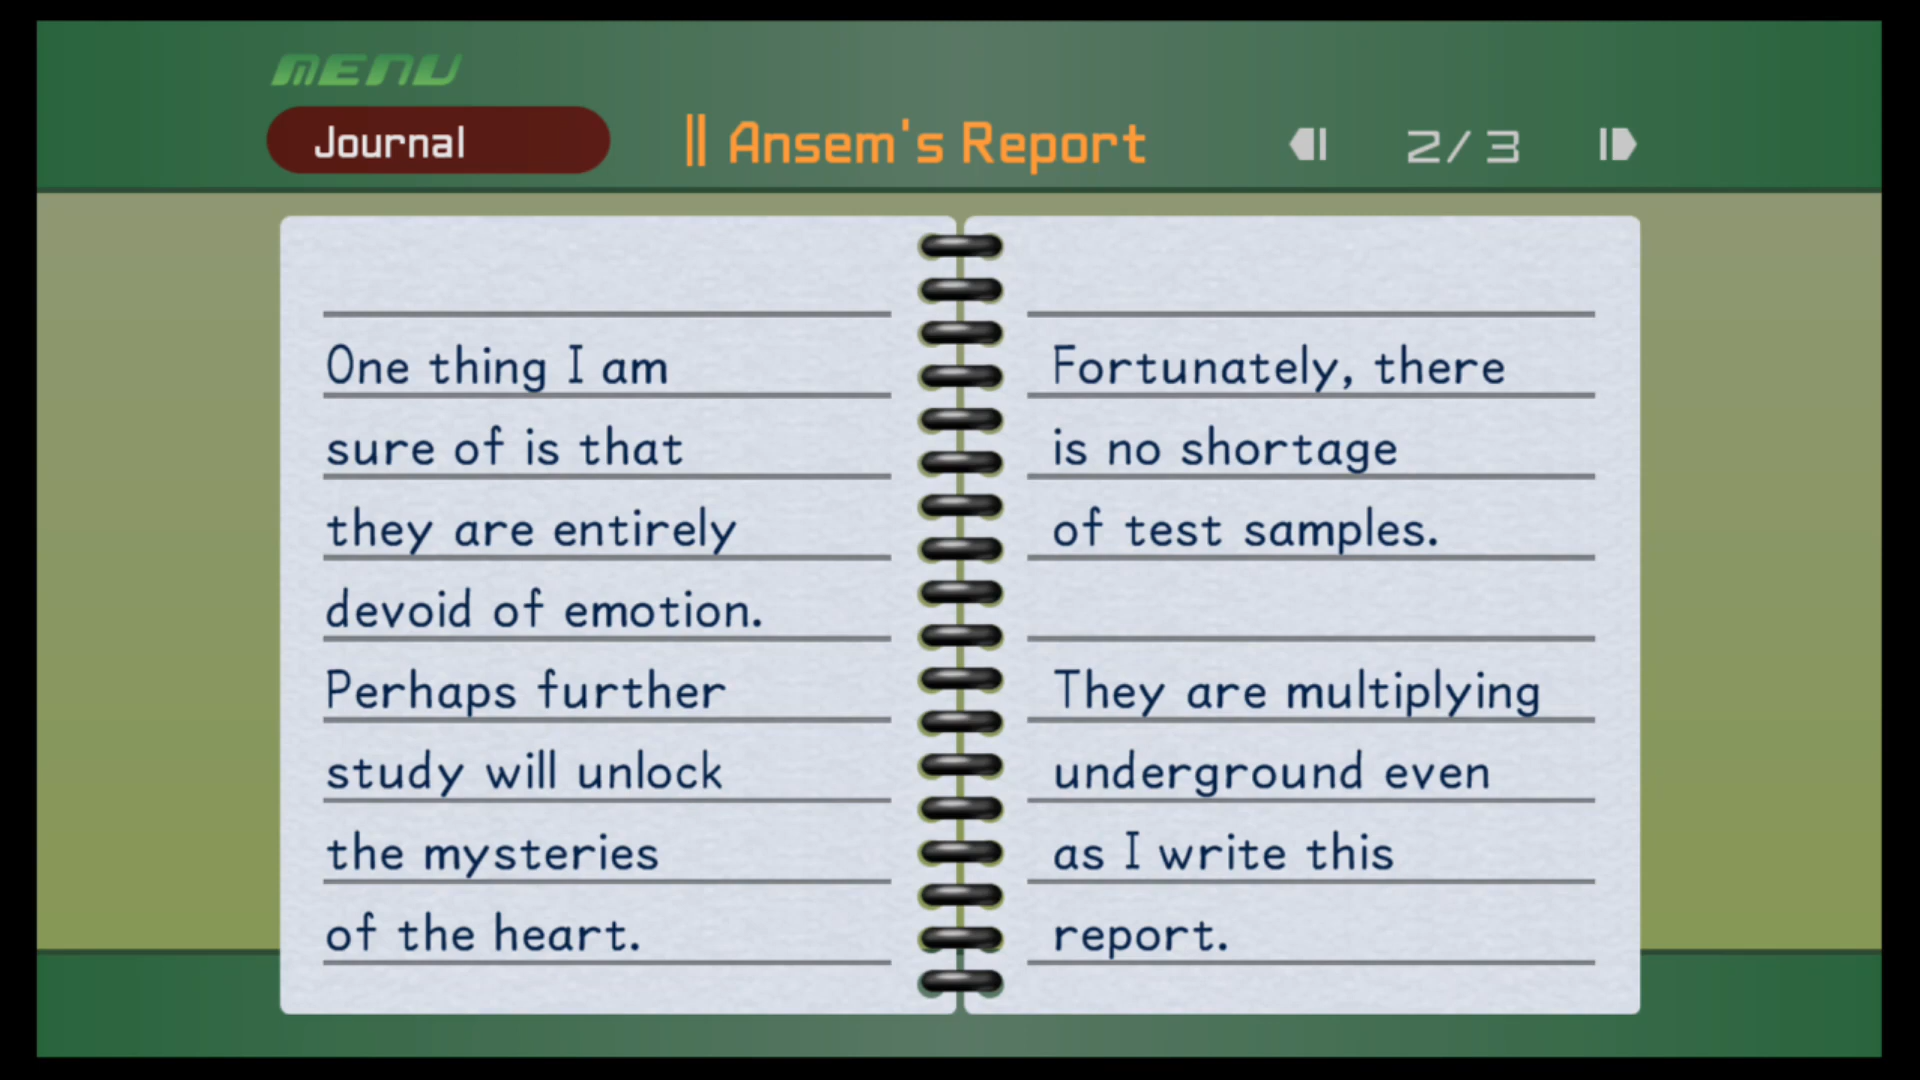 MENU
Journal
Ansem's Report
2/3
One thing I am
sure of is that
they are entirely
devoid of emotion.
Perhaps further
study will unlock
the mysteries
of the heart.
Fortunately, there
is no shortage
of test samples.
They are multiplying
underground even
as I write this
report.